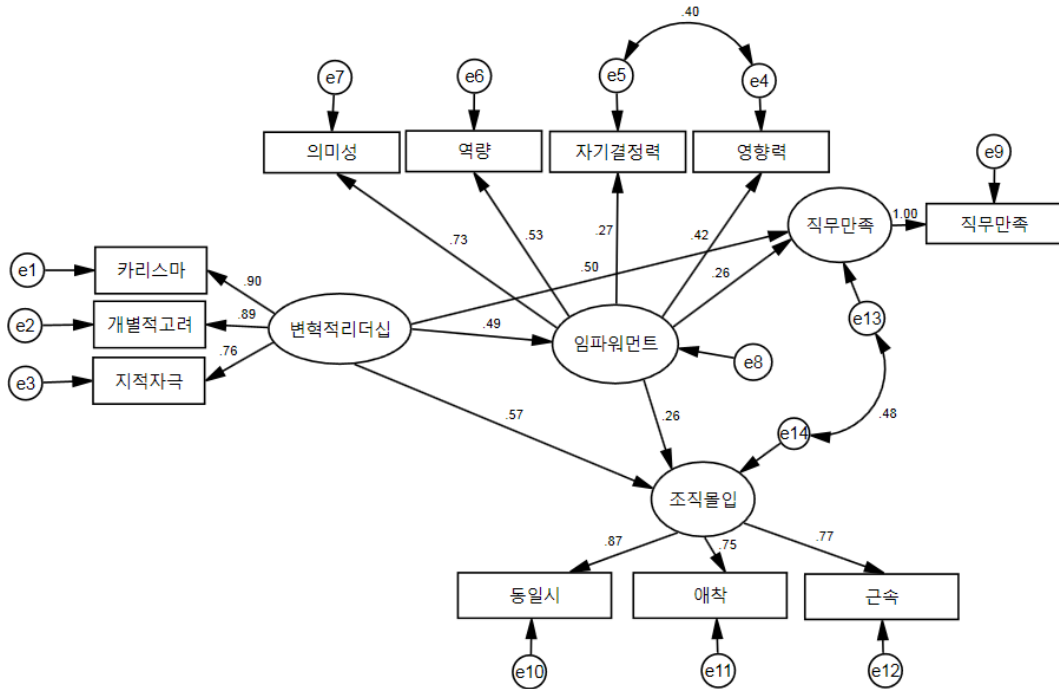 .40
e7
e6
e5
e4
의미성
역량
자기결정력
영향력
e9
직무만족
1.00
직무만족
.73
.53
.27
.42
.50
.26
e1
카리스마
.90
e2
개별적고려
.89
변혁적리더십
.49
임파워먼트
e13
e3
지적자극
.76
e8
.57
.26
e14
.48
조직몰입
.87
.75
.77
동일시
애착
근속
e10
e11
e12